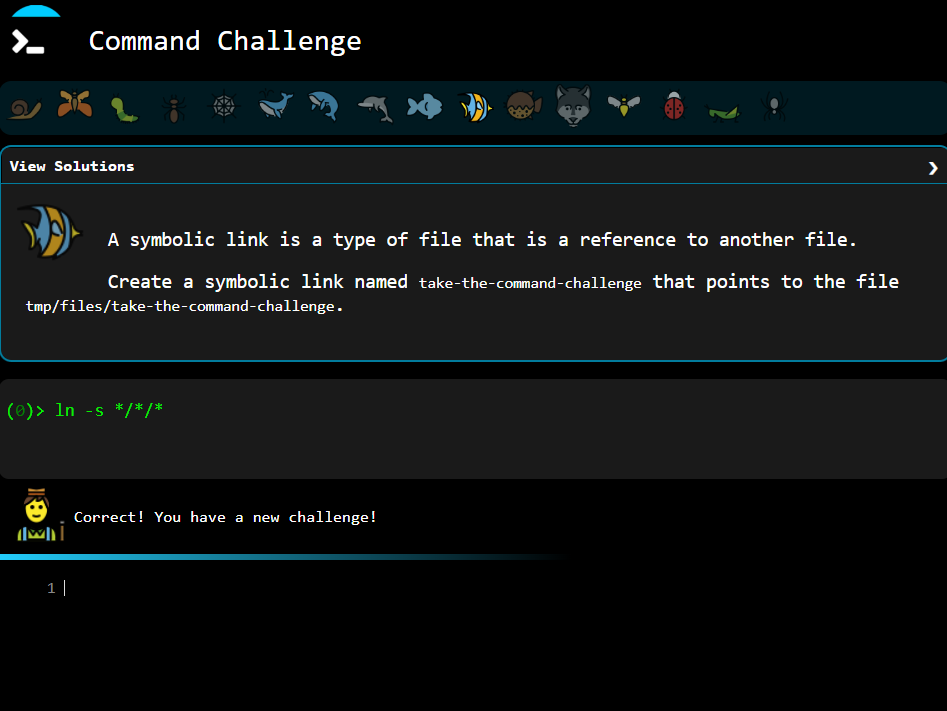 Command Challenge
View Solutions
A symbolic link is a type of file that is a reference to another file.
Create a symbolic link named take-the-command-challenge that points to the file
tmp/files/take-the-command-challenge.
(0)> ln -s */*/*
Correct! You have a new challenge!
1